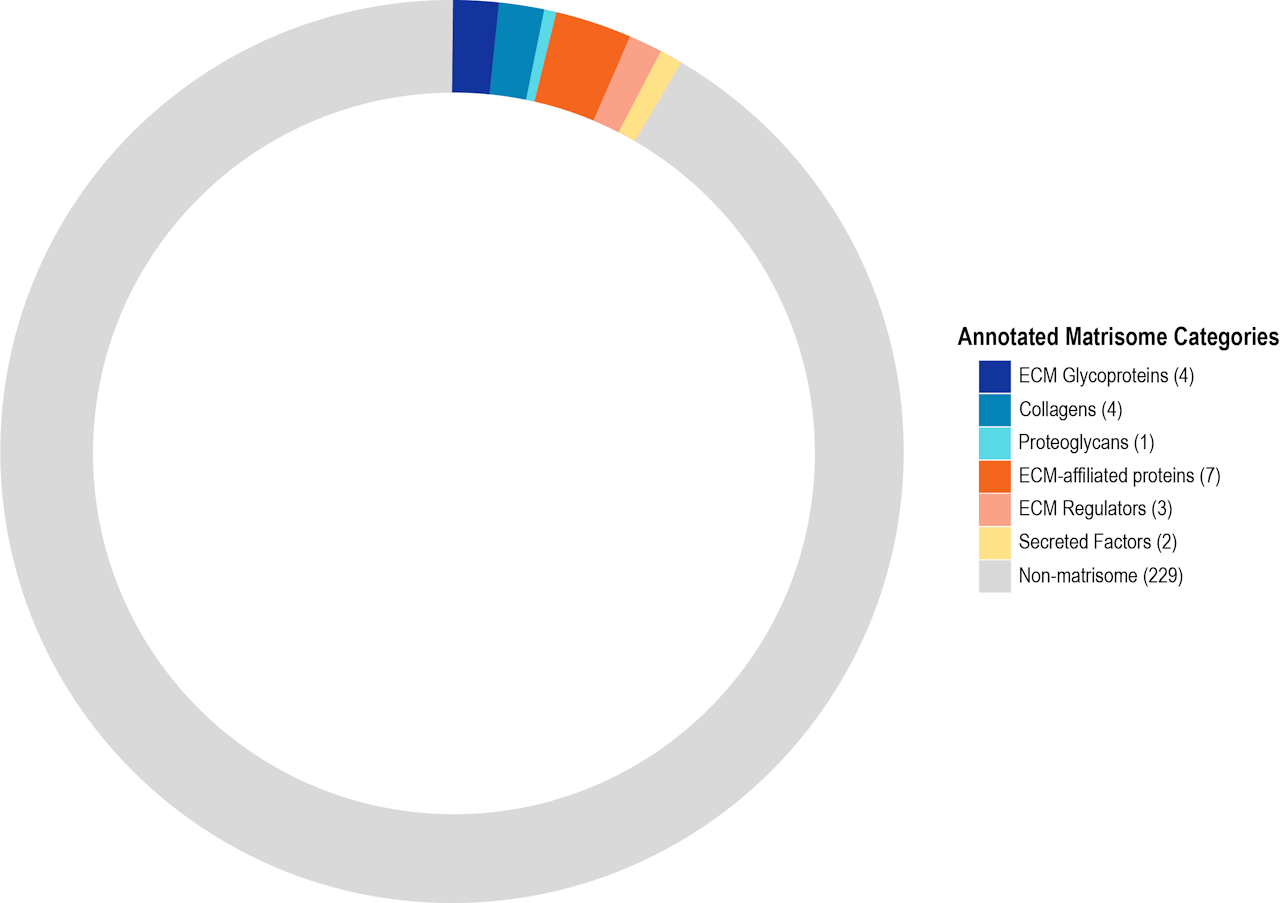 Annotated Matrisome Categories
ECM Glycoproteins (4)
Collagens (4)
Proteoglycans (1)
ECM-affiliated proteins (7)
ECM Regulators (3)
Secreted Factors (2)
Non-matrisome (229)